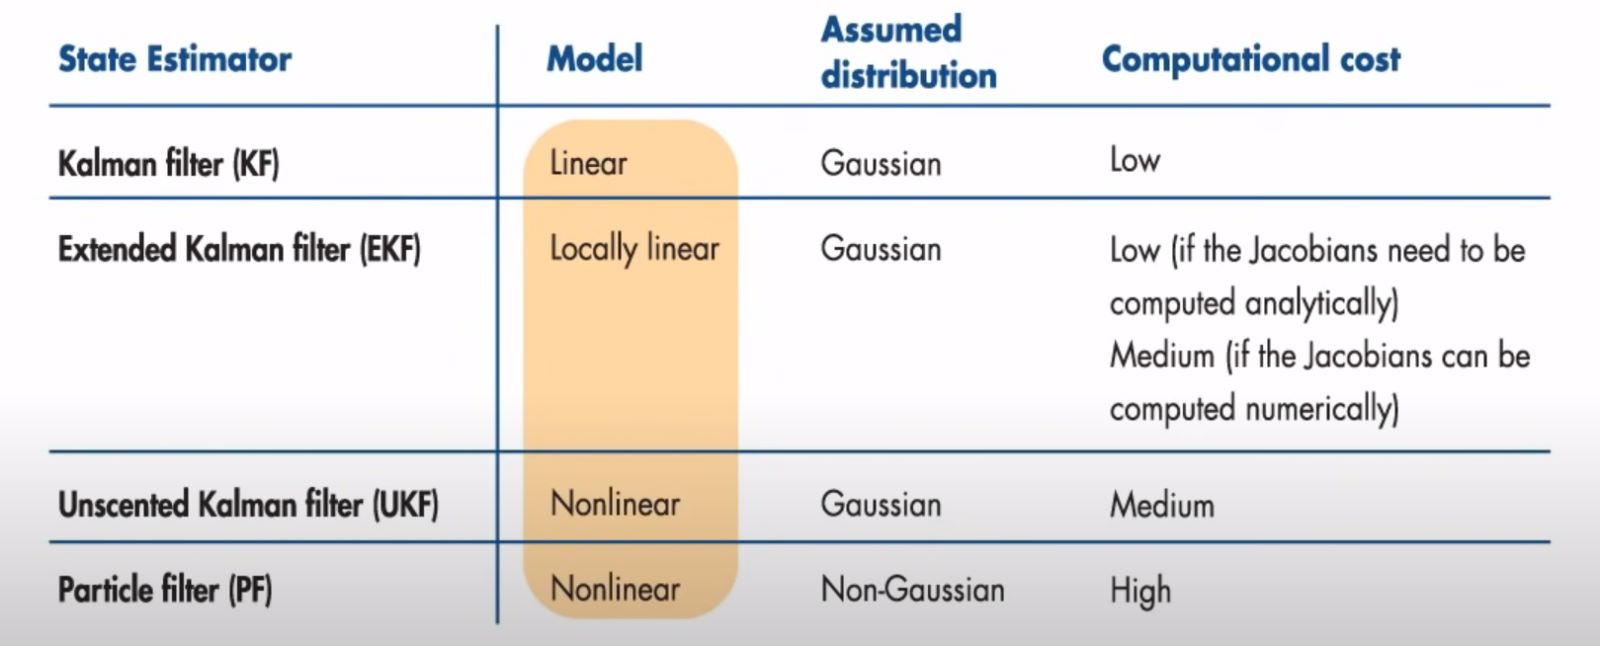 State Estimator Model Assumed distribution Computational cost
Kalman filter (KF) Linear Gaussian Low
Extended Kalman filter (EKF) Locally linear Gaussian Low (if the Jacobians need to be
computed analytically)
Medium (if the Jacobians can be
computed numerically)
Unscented Kalman filter (UKF) Nonlinear Gaussian Medium
Particle filter (PF) Nonlinear Non-Gaussian High